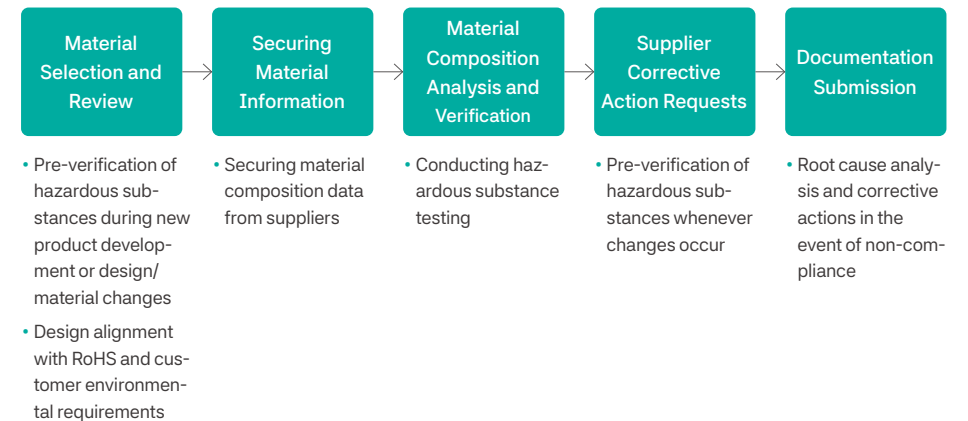 Material
Selection and
Review
Securing
Material
Information
Material
Composition
Analysis and
Verification
Supplier
Corrective
Action Requests
Documentation
Submission
• Pre-verification of
hazardous sub-
stances during new
product develop-
ment or design/
material changes
• Design alignment
with RoHS and cus-
tomer environmen-
tal requirements
• Securing material
composition data
from suppliers
• Conducting haz-
ardous substance
testing
• Pre-verification of
hazardous sub-
stances whenever
changes occur
• Root cause analy-
sis and corrective
actions in the
event of non-com-
pliance